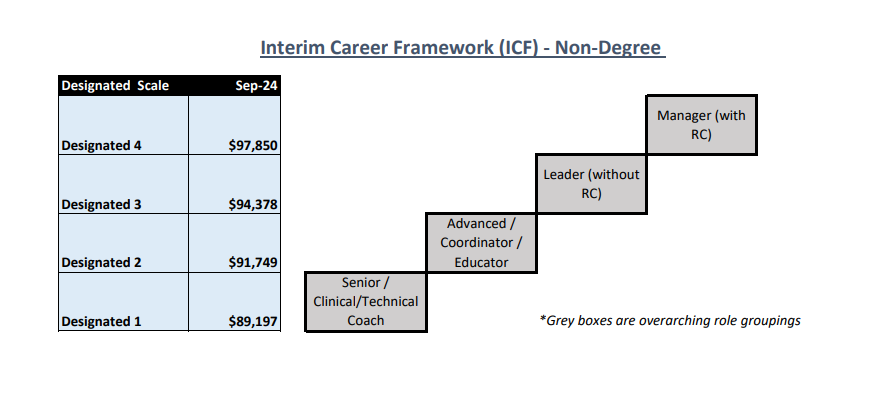 Interim Career Framework (ICF) - Non-Degree
Designated Scale Sep-24
Designated 4 $97,850
Manager (with
RC)
Designated 3 $94,378
Leader (without
RC)
Designated 2 $91,749
Advanced /
Coordinator /
Educator
Designated 1 $89,197
Senior /
Clinical/Technical
Coach
*Grey boxes are overarching role groupings